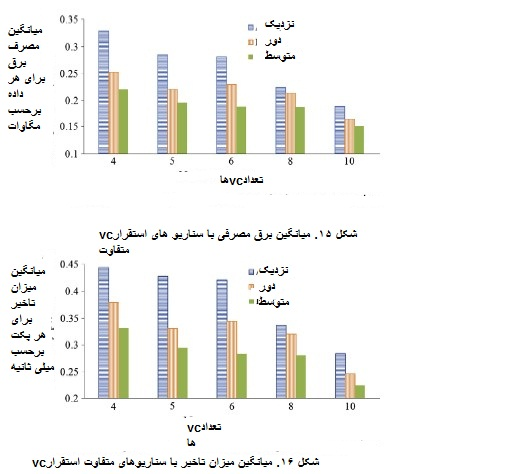 میانگین
مصرف
برق
برای هر
داده
برحسب
مگاوات
0.35
0.3
0.25
0.2
0.15
0.1
نزدیک
دور
متوسط
4 5 6 8 10
تعدادVCها
شکل ۱۵. میانگین برق مصرفی با سناریو های استقرارVC
متفاوت
میانگین
میزان
تاخیر
برای
هر پکت
برحسب
میلی ثانیه
0.45
0.4
0.35
0.3
0.25
0.2
نزدیک
دور
متوسط
4 5 6 8 10
تعداد
VC
ها
شکل ۱۶. میانگین میزان تاخیر با سناریوهای متفاوت استقرارVC